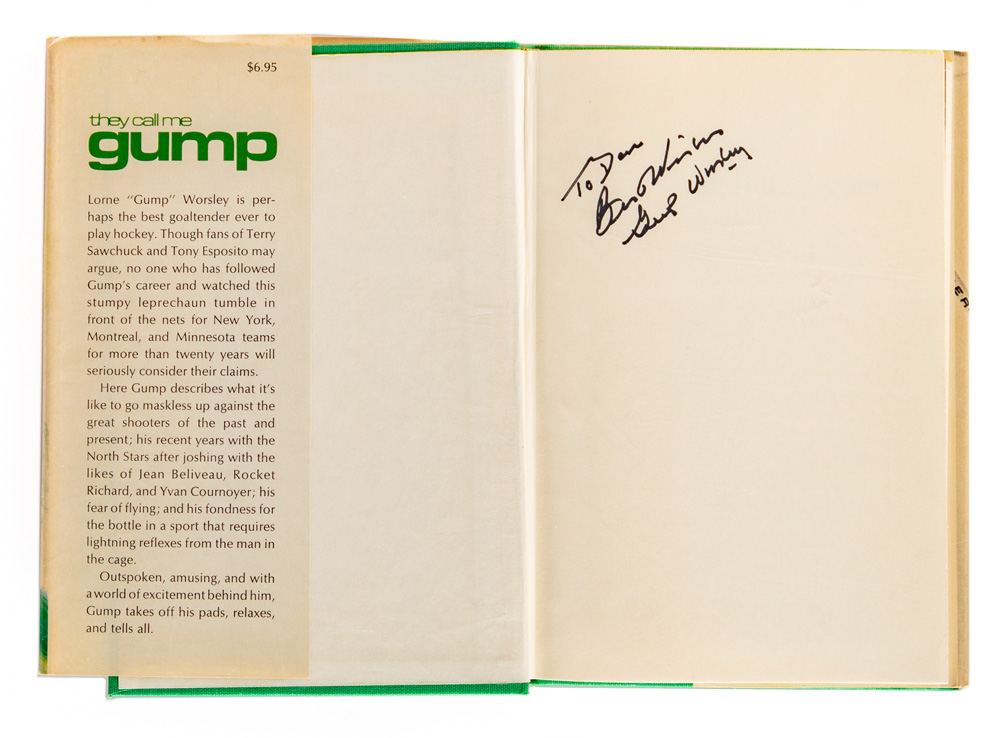 $6.95
they call me
gump
Lorne "Gump" Worsley is per-
haps the best goaltender ever to
play hockey. Though fans of Terry
Sawchuck and Tony Esposito may
argue, no one who has followed
Gump's career and watched this
stumpy leprechaun tumble in
front of the nets for New York,
Montreal, and Minnesota teams
for more than twenty years will
seriously consider their claims.
Here Gump describes what it's
like to go maskless up against the
great shooters of the past and
present; his recent years with the
North Stars after joshing with the
likes of Jean Beliveau, Rocket
Richard, and Yvan Cournoyer; his
fear of flying; and his fondness for
the bottle in a sport that requires
lightning reflexes from the man in
the cage.
Outspoken, amusing, and with
a world of excitement behind him,
Gump takes off his pads, relaxes,
and tells all.
To Dave
Best Wishes
Gump Worsley
ER